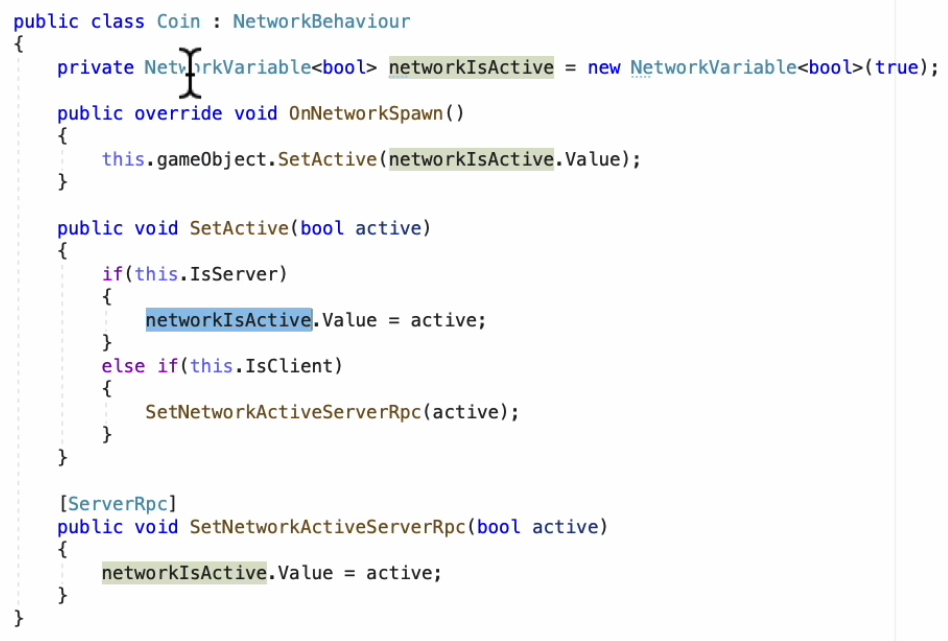 public class Coin : NetworkBehaviour
{
private NetworkVariable<bool> networkIsActive = new NetworkVariable<bool>(true);
public override void OnNetworkSpawn()
{
this.gameObject.SetActive(networkIsActive.Value);
}
public void SetActive(bool active)
{
if(this.IsServer)
{
networkIsActive.Value = active;
}
else if(this.IsClient)
{
SetNetworkActiveServerRpc(active);
}
}
[ServerRpc]
public void SetNetworkActiveServerRpc(bool active)
{
networkIsActive.Value = active;
}
}